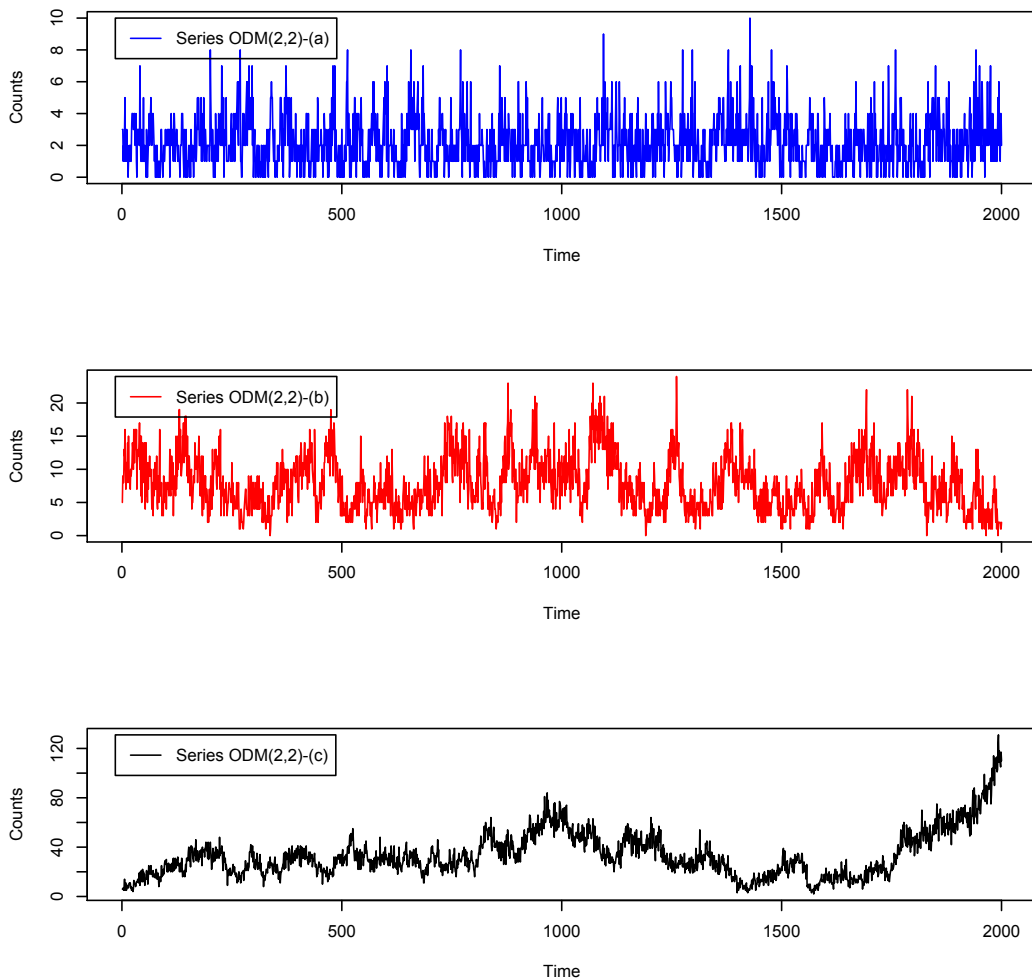 Series ODM(2,2)-(a)
Counts
0 2 4 6 8 10
0 500 1000 1500 2000
Time
Series ODM(2,2)-(b)
Counts
0 5 10 15 20
0 500 1000 1500 2000
Time
Series ODM(2,2)-(c)
Counts
0 40 80 120
0 500 1000 1500 2000
Time